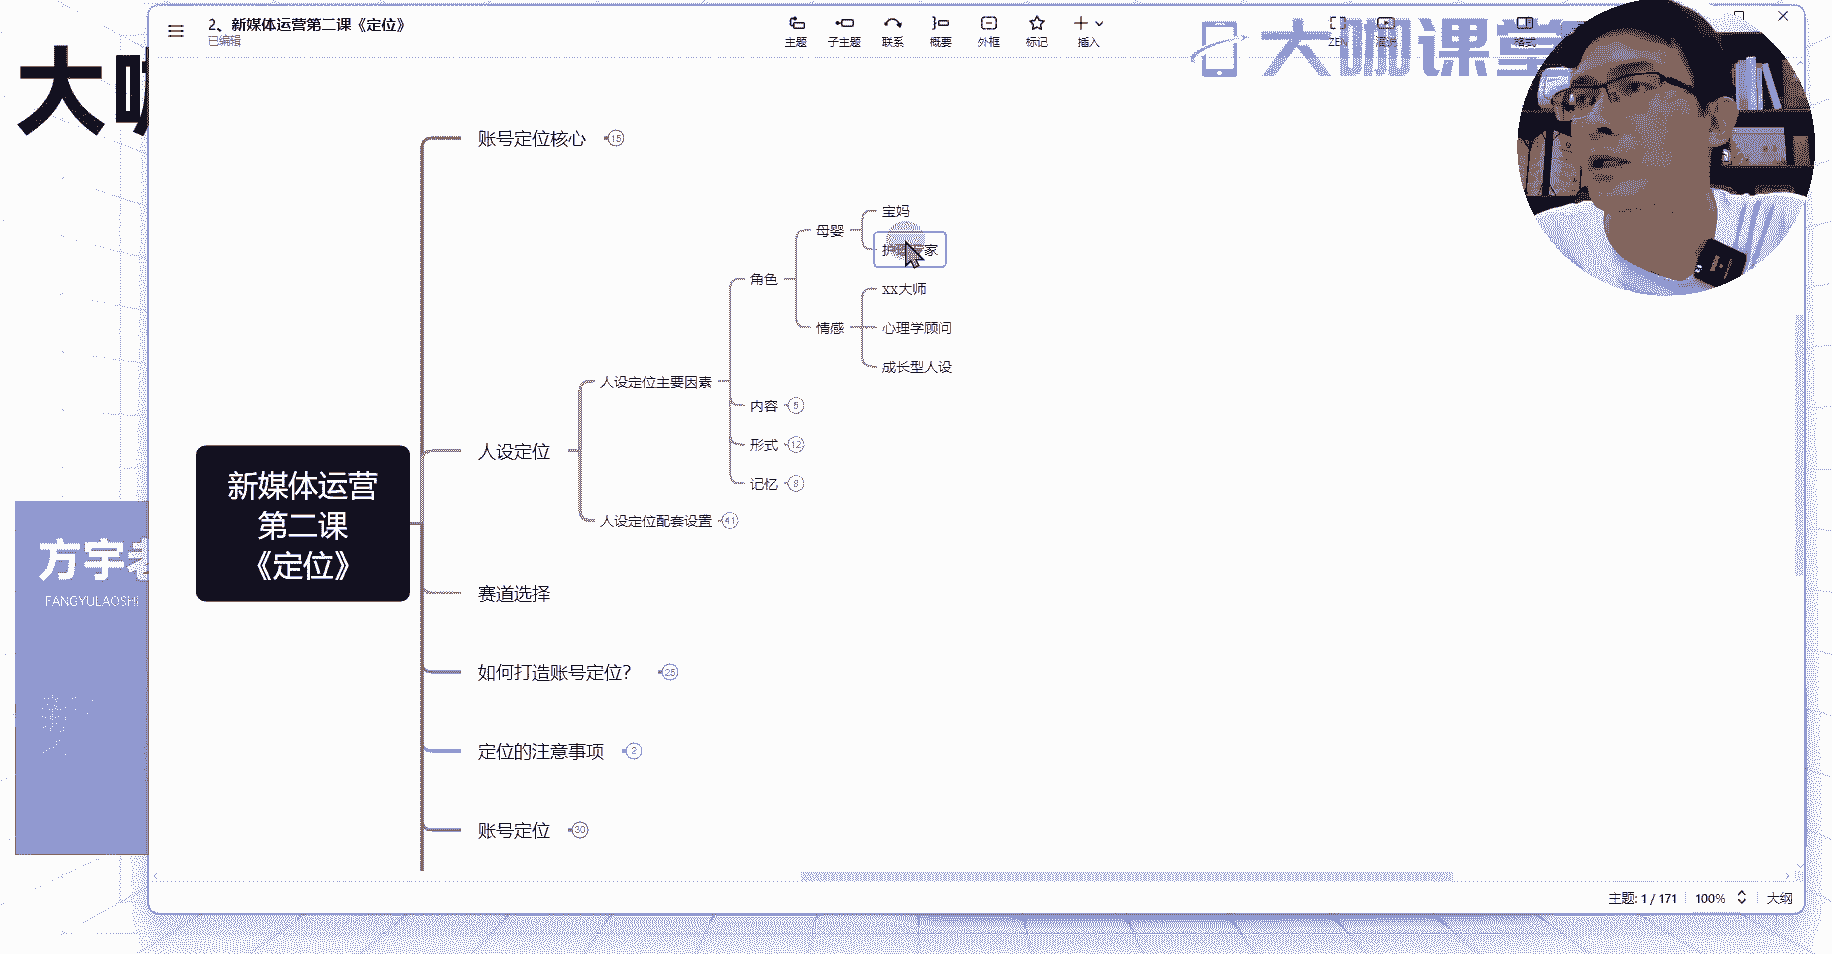 2、新媒体运营第二课《定位》
已编辑
主题
子主题
联系
概要
外框
标记
插入
ZEN
格式
大咖课堂
大
方宇老
FANGYULAOSHI
账号定位核心
15
宝妈
母婴
家
角色
xx大师
情感
心理学顾问
成长型人设
人设定位主要因素
内容
5
形式
12
记忆
8
人设定位
人设定位配套设置
41
新媒体运营
第二课
《定位》
赛道选择
如何打造账号定位？
25
定位的注意事项
2
账号定位
30
主题: 1 / 171
100%
大纲